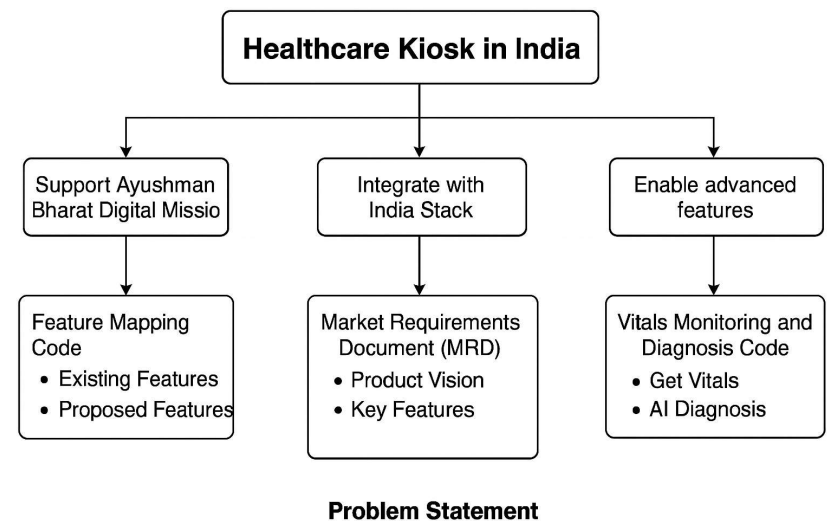 Healthcare Kiosk in India
Support Ayushman
Bharat Digital Missio
Integrate with
India Stack
Enable advanced
features
Feature Mapping
Code
• Existing Features
• Proposed Features
Market Requirements
Document (MRD)
• Product Vision
• Key Features
Vitals Monitoring and
Diagnosis Code
• Get Vitals
• AI Diagnosis
Problem Statement